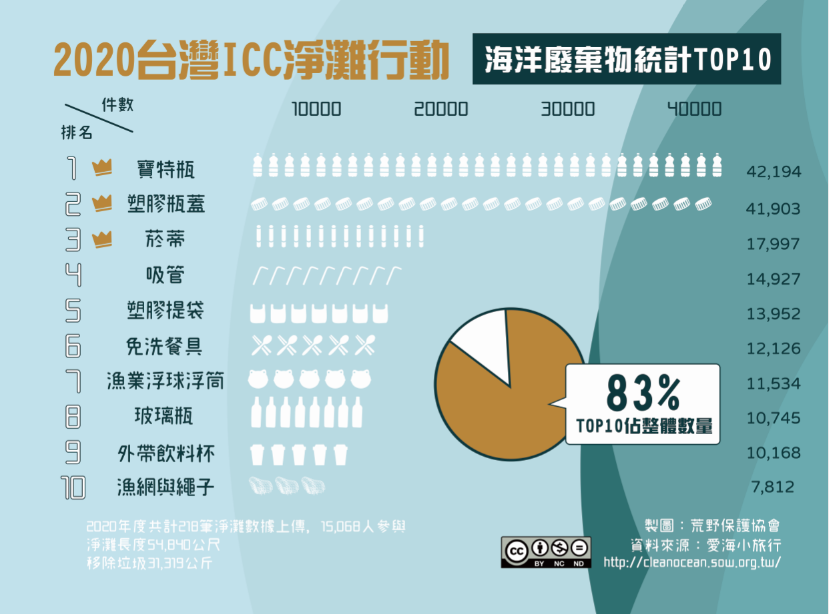 2020台灣ICC淨灘行動 海洋廢棄物統計TOP10
件數
排名
10000 20000 30000 40000
1 寶特瓶 42,194
2 塑膠瓶蓋 41,903
3 菸蒂 17,997
4 吸管 14,927
5 塑膠提袋 13,952
6 免洗餐具 12,126
7 漁業浮球浮筒 11,534
8 玻璃瓶 10,745
9 外帶飲料杯 10,168
10 漁網與繩子 7,812
83%
TOP10佔整體數量
2020年度共計218筆淨灘數據上傳，15,068人參與
淨灘長度54,840公尺
移除垃圾31,319公斤
製圖：荒野保護協會
資料來源：愛海小旅行
http://cleanocean.sow.org.tw/
cc BY NC ND